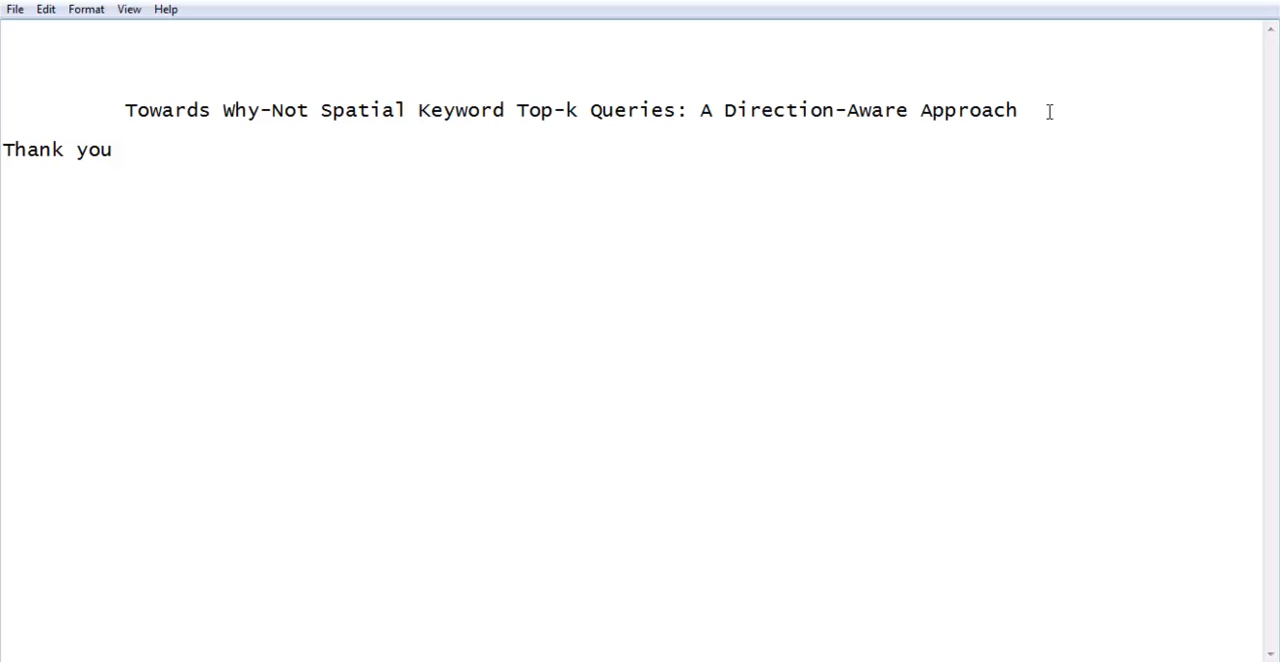 File Edit Format View Help
Towards Why-Not Spatial Keyword Top-k Queries: A Direction-Aware Approach
Thank you